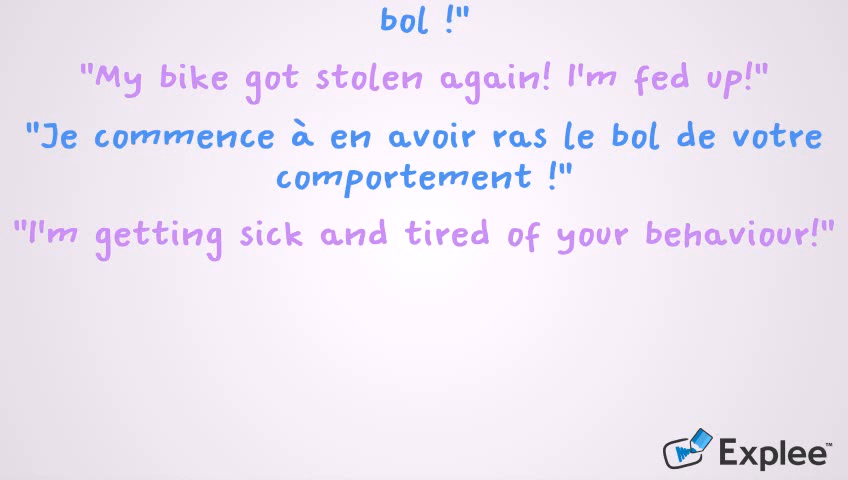 bol !"
"My bike got stolen again! I'm fed up!"
"Je commence à en avoir ras le bol de votre
comportement !"
"I'm getting sick and tired of your behaviour!"
Explee™